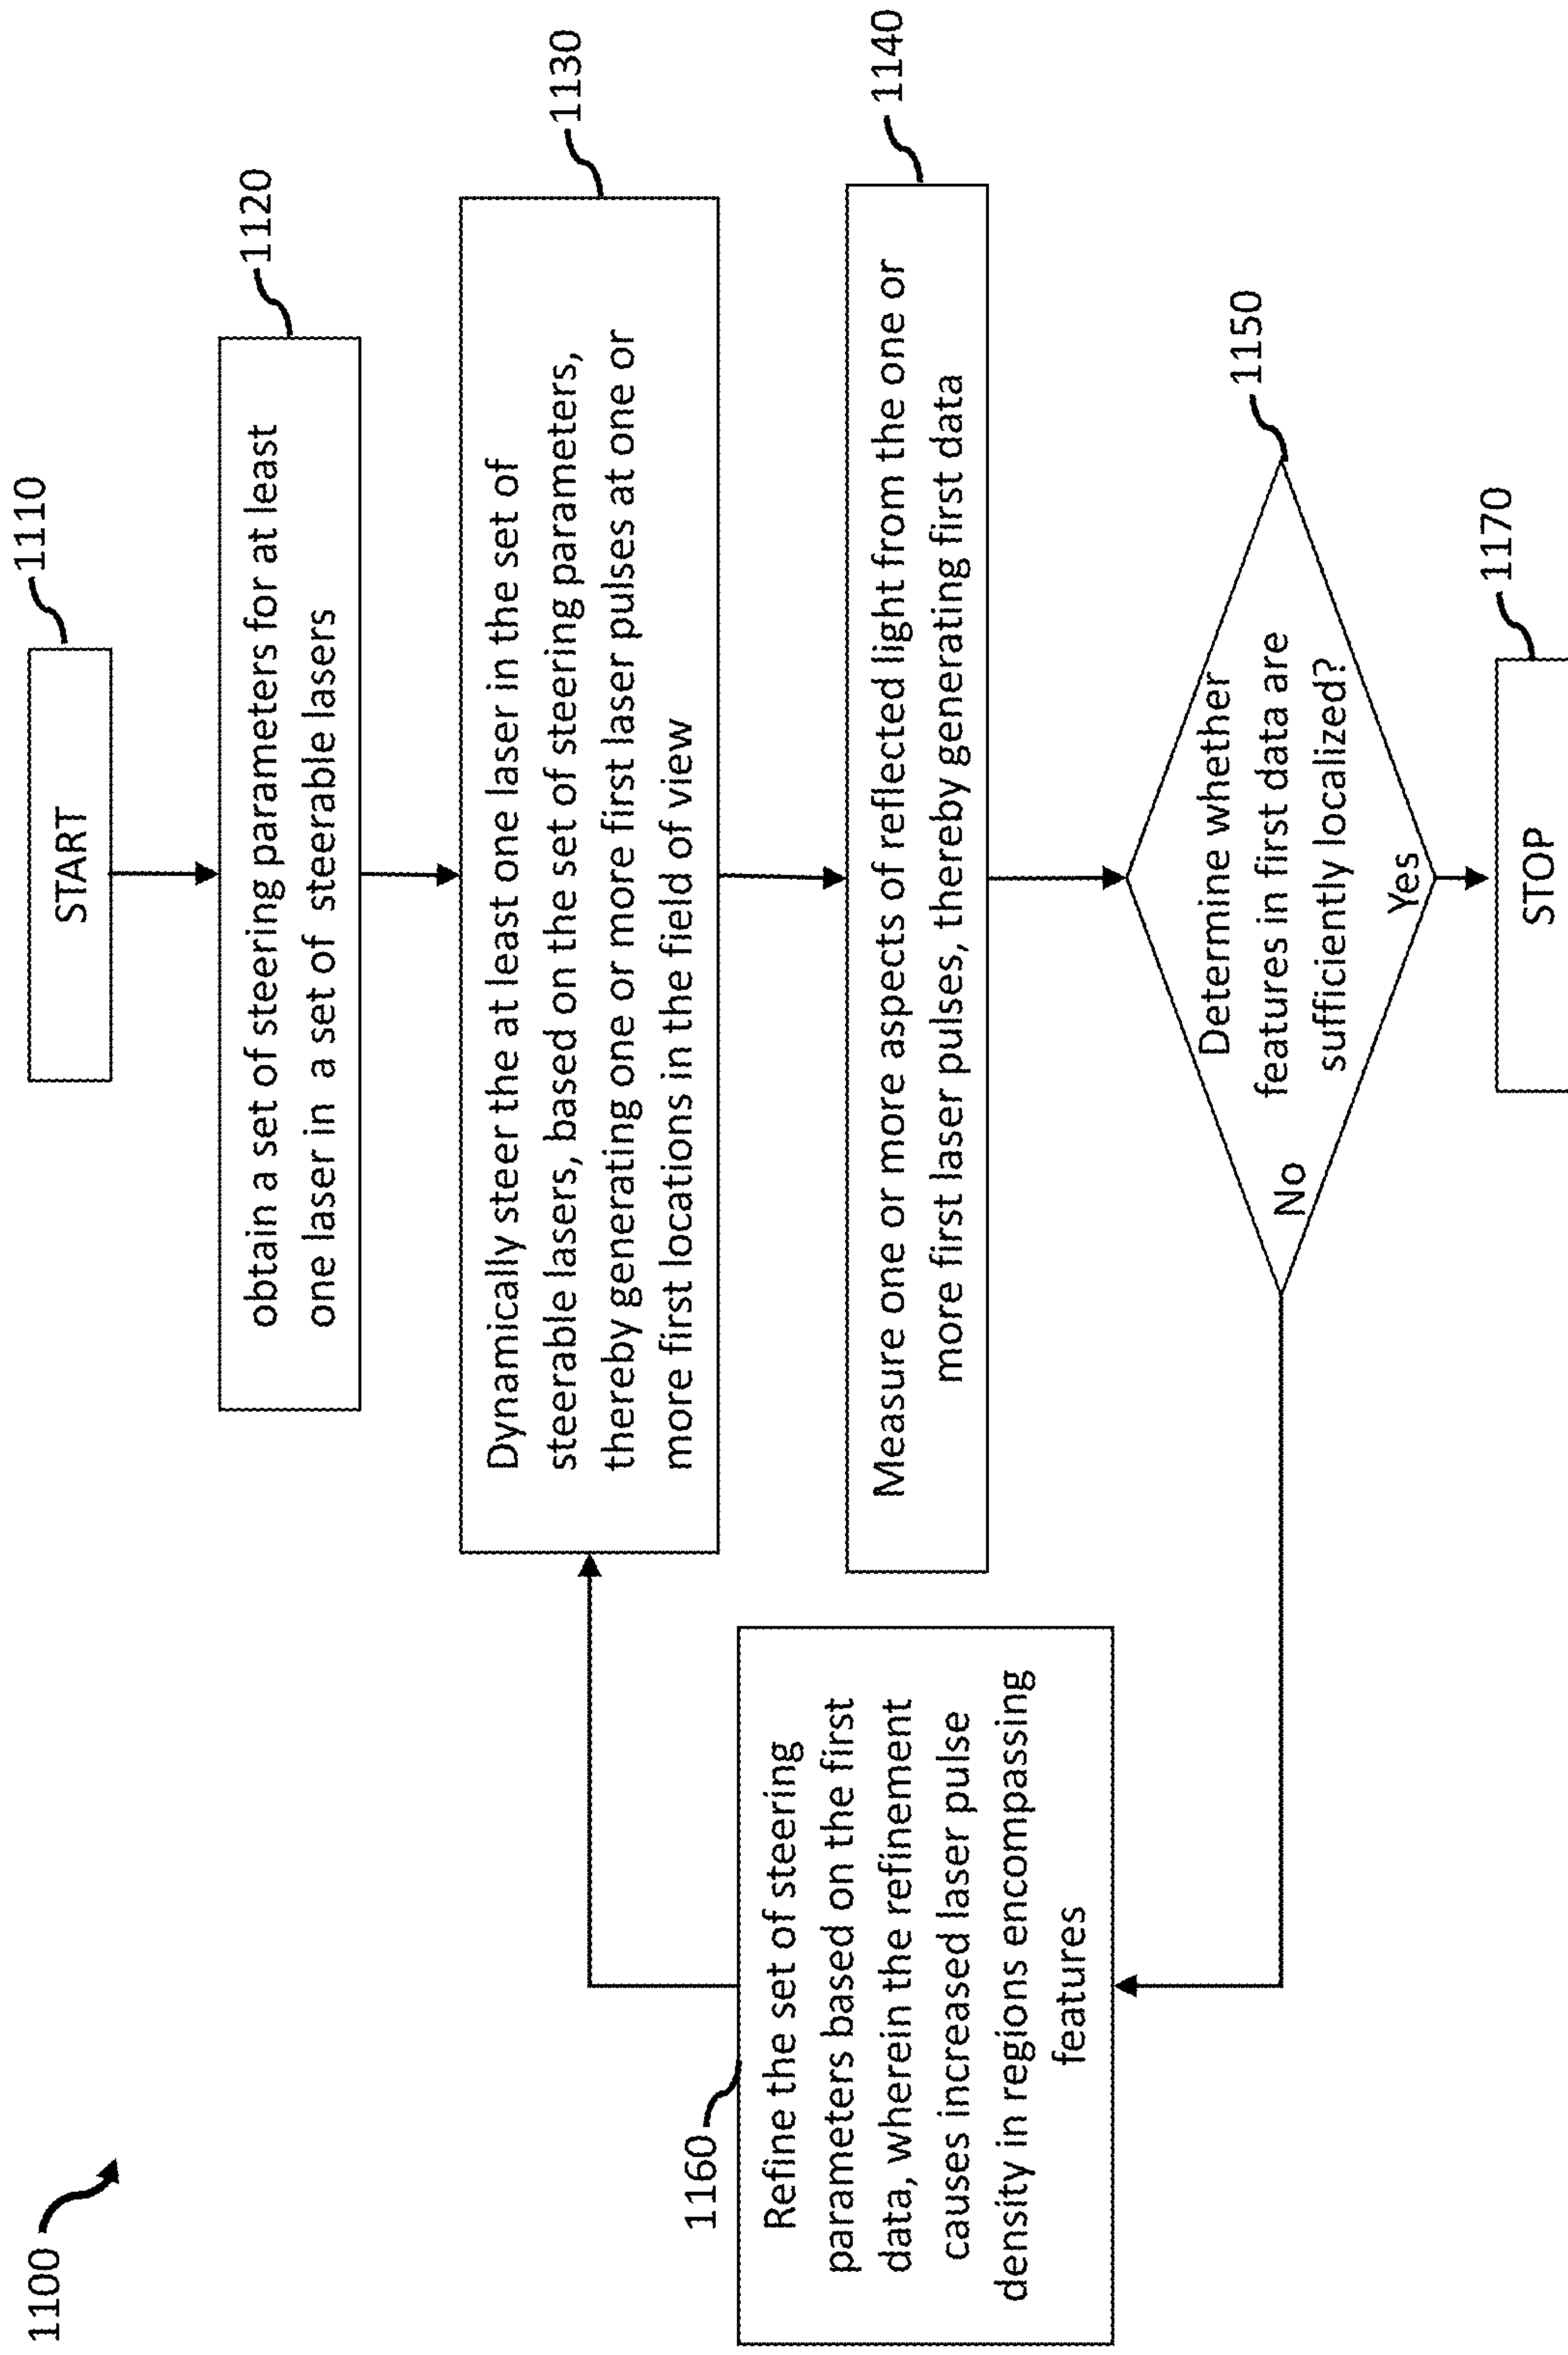 1100
START
1110
obtain a set of steering parameters for at least
one laser in a set of steerable lasers
1120
Dynamically steer the at least one laser in the set of
steerable lasers, based on the set of steering parameters,
thereby generating one or more first laser pulses at one or
more first locations in the field of view
1130
Measure one or more aspects of reflected light from the one or
more first laser pulses, thereby generating first data
1140
Determine whether
features in first data are
sufficiently localized?
1150
No
Yes
1160
Refine the set of steering
parameters based on the first
data, wherein the refinement
causes increased laser pulse
density in regions encompassing
features
STOP
1170